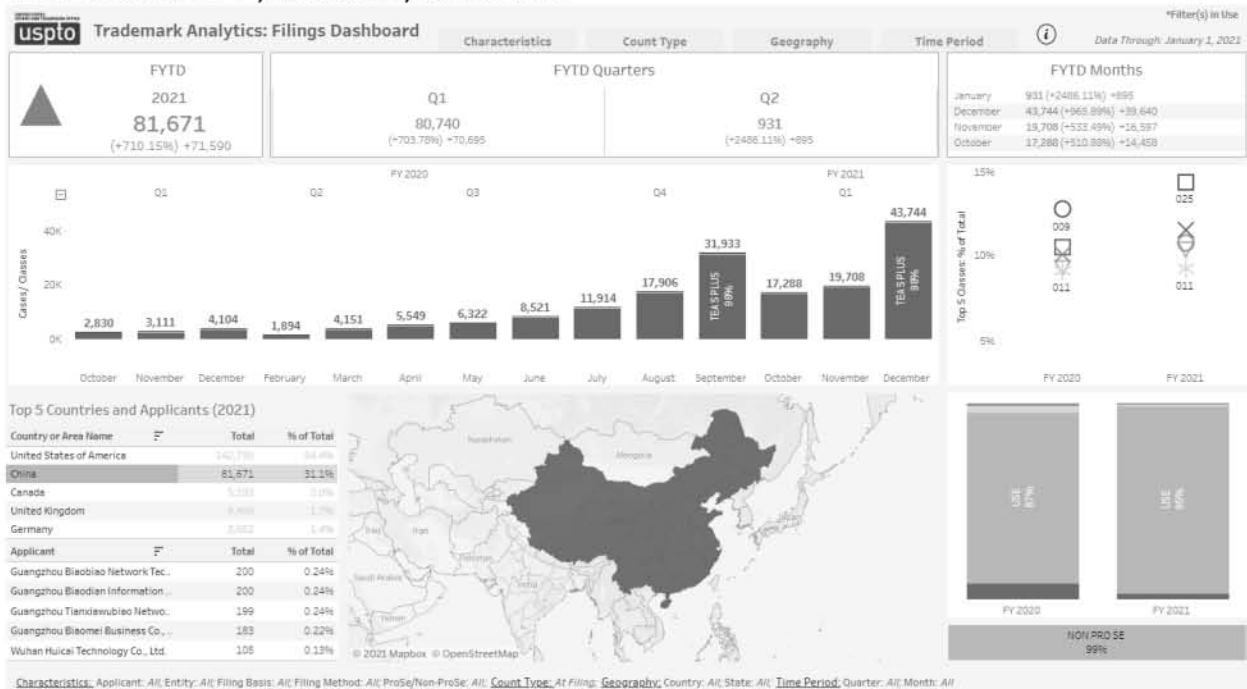 uspto Trademark Analytics: Filings Dashboard
Characteristics Count Type Geography Time Period
*Filter(s) in Use
Data Through: January 1, 2021
FYTD
2021
81,671
(+710.15%) +71,590
FYTD Quarters
Q1
80,740
(+703.78%) +70,695
Q2
931
(+2486.11%) +895
FYTD Months
January 931 (+2486.11%) +895
December 43,744 (+965.89%) +39,640
November 19,708 (+533.49%) +16,597
October 17,288 (+510.88%) +14,458
FY 2020 FY 2021
Q1 Q2 Q3 Q4 Q1
Cases/ Classes
40K
20K
0K
2,830 3,111 4,104 1,894 4,151 5,549 6,322 8,521 11,914 17,906 31,933 17,288 19,708 43,744
TEAS PLUS 98%
TEAS PLUS 98%
October November December February March April May June July August September October November December
Top 5 Classes: % of Total
15%
10%
5%
009
011
025
011
FY 2020 FY 2021
Top 5 Countries and Applicants (2021)
Country or Area Name Total % of Total
United States of America
China 81,671 31.1%
Canada
United Kingdom
Germany
Applicant Total % of Total
Guangzhou Biaobiao Network Tec.. 200 0.24%
Guangzhou Biaodian Information .. 200 0.24%
Guangzhou Tianxiawubiao Netwo.. 199 0.24%
Guangzhou Biaomei Business Co., .. 183 0.22%
Wuhan Huicai Technology Co., Ltd. 105 0.13%
Kazakhstan
Mongolia
Iraq
Iran
Pakistan
Saudi Arabia
India
Yemen
Japan
© 2021 Mapbox © OpenStreetMap
USE 87%
USE
FY 2020 FY 2021
NON PRO SE
99%
Characteristics: Applicant: All; Entity: All; Filing Basis: All; Filing Method: All; ProSe/Non-ProSe: All; Count Type: At Filing; Geography: Country: All; State: All; Time Period: Quarter: All; Month: All